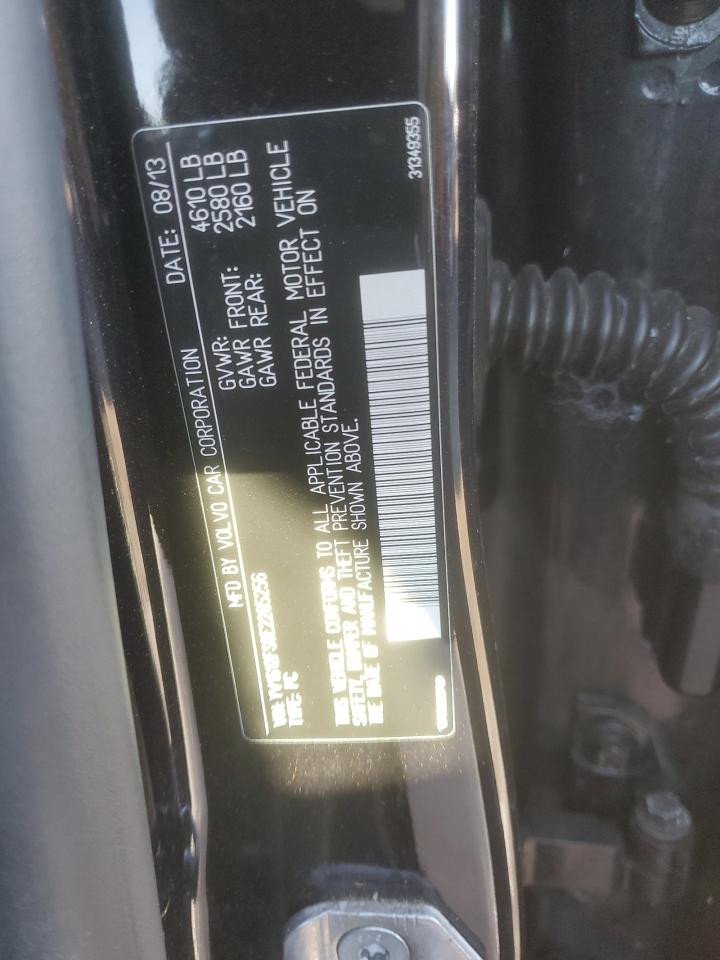 MFD BY VOLVO CAR CORPORATION DATE: 08/13
GVWR: 4610 LB
GAWR FRONT: 2580 LB
GAWR REAR: 2160 LB
TYPE: PC
THIS VEHICLE CONFORMS TO ALL APPLICABLE FEDERAL MOTOR VEHICLE
SAFETY, BUMPER AND THEFT PREVENTION STANDARDS IN EFFECT ON
THE DATE OF MANUFACTURE SHOWN ABOVE.
31349355